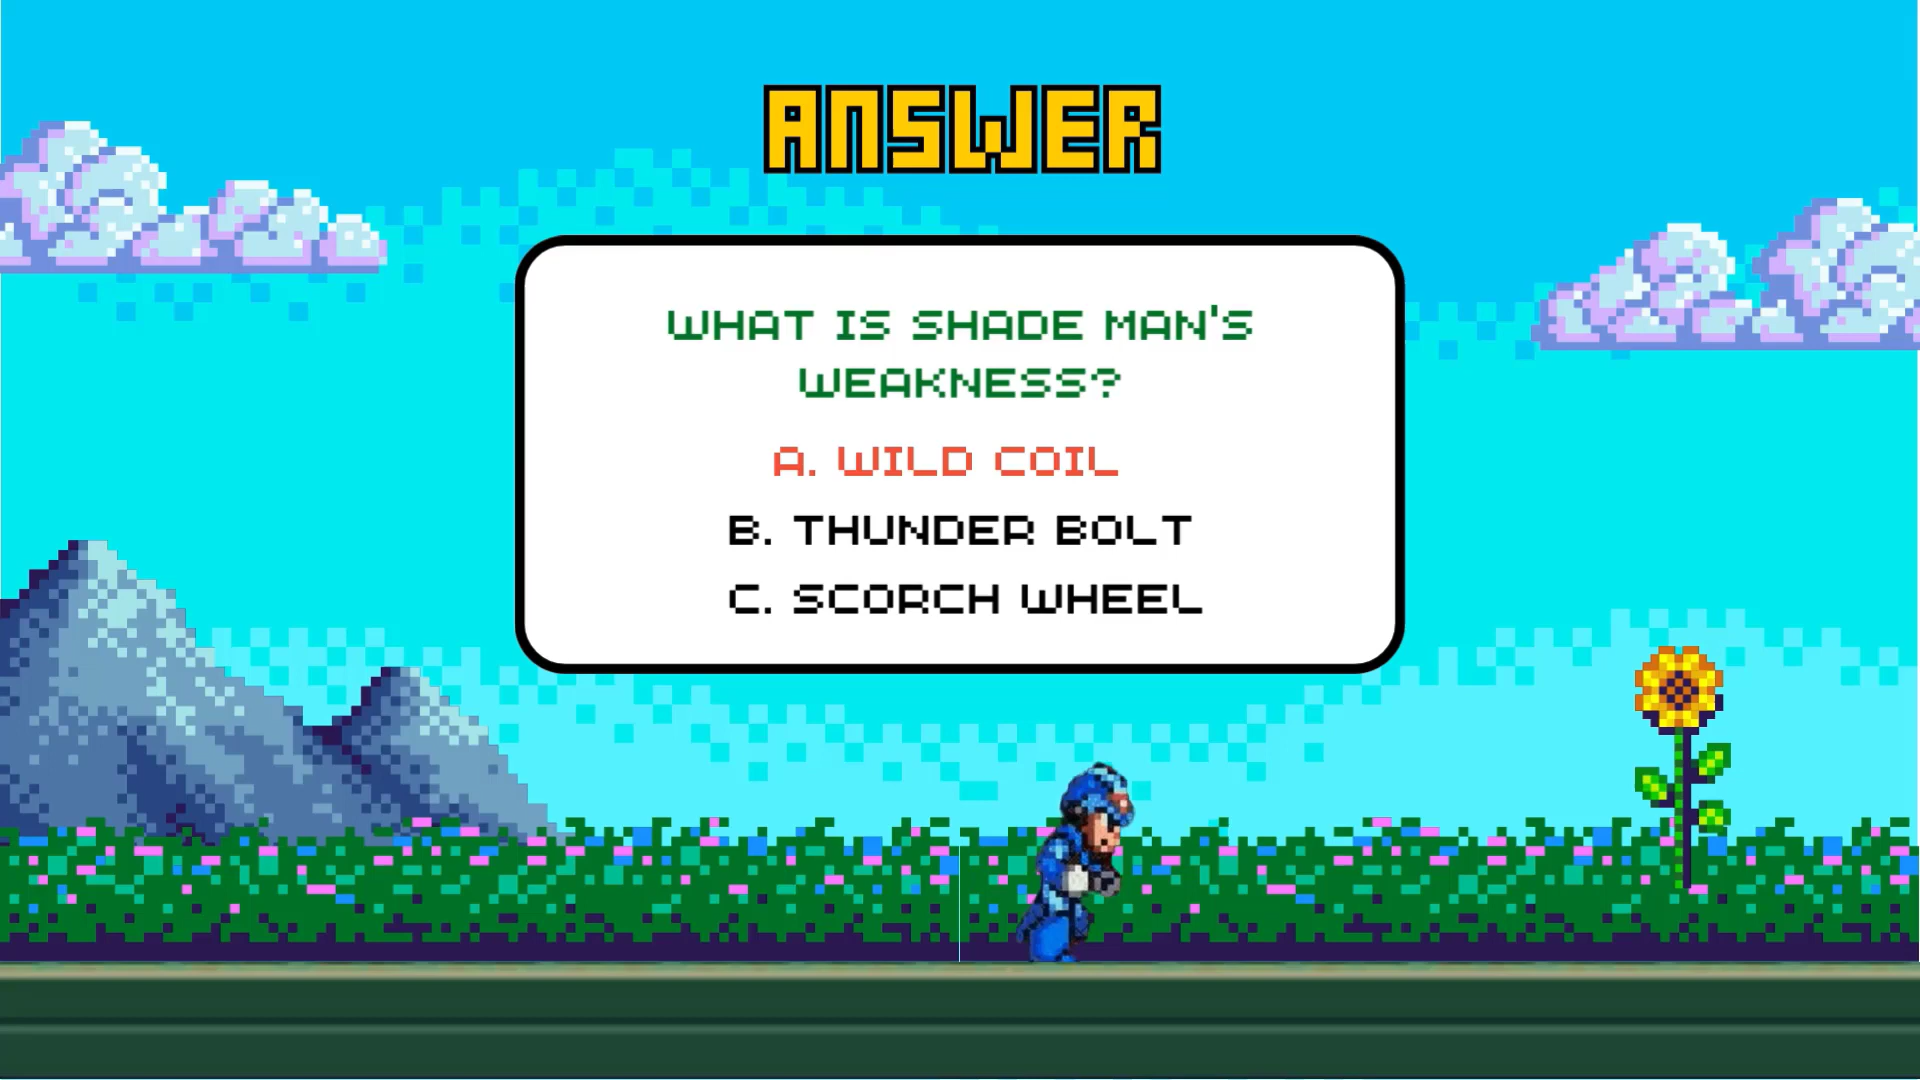 ANSWER
WHAT IS SHADE MAN'S
WEAKNESS?
A. WILD COIL
B. THUNDER BOLT
C. SCORCH WHEEL